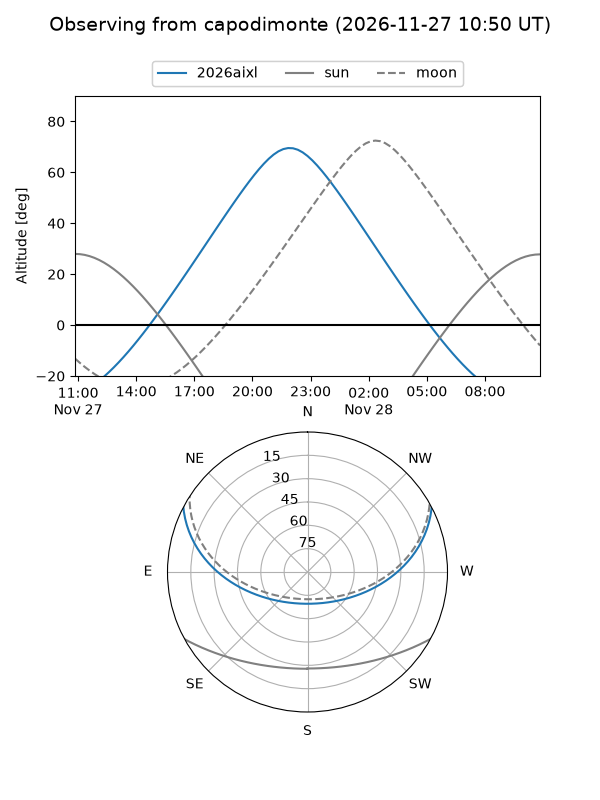 Observing from capodimonte (2026-11-27 10:50 UT)
2026aixl sun moon
80
60
40
20
0
−20
Altitude [deg]
11:00 14:00 17:00 20:00 23:00 02:00 05:00 08:00
Nov 27 Nov 28
N
NE NW
15
30
45
60
75
E W
SE SW
S